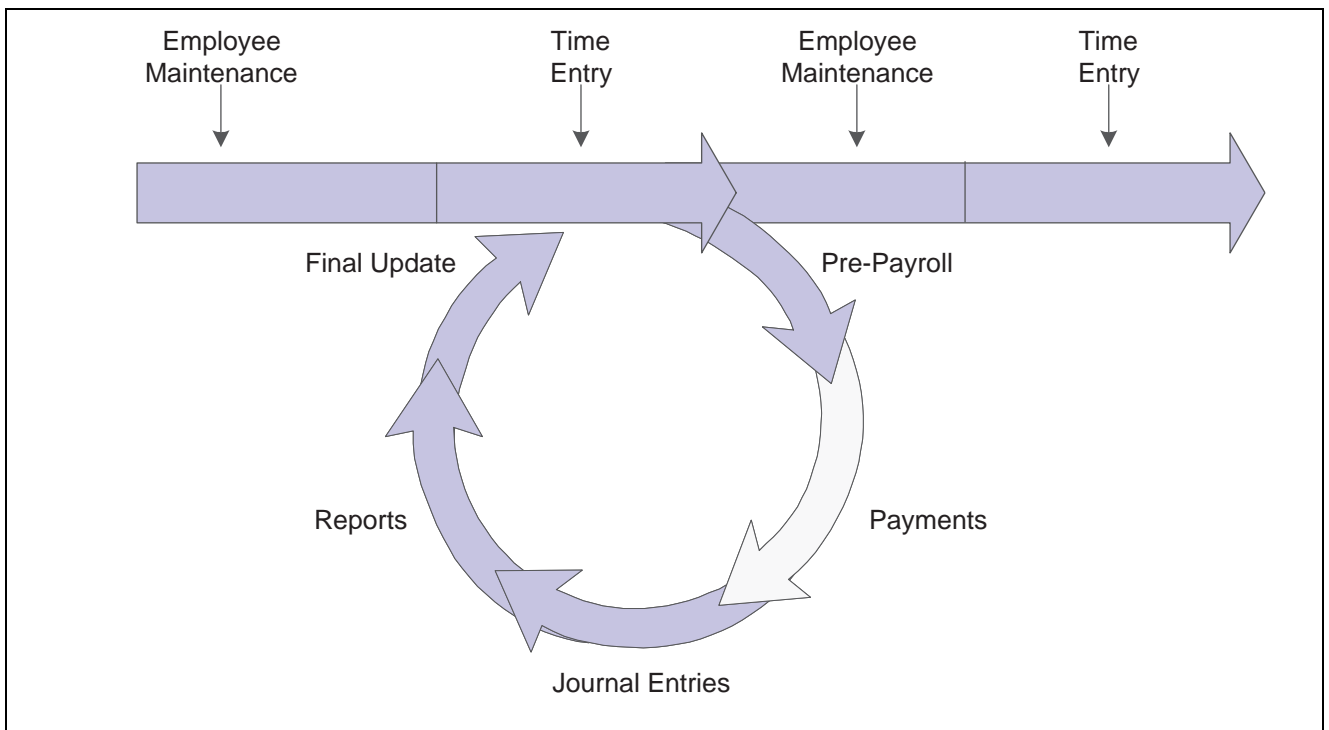 Employee
Maintenance
Time
Entry
Employee
Maintenance
Time
Entry
Final Update
Pre-Payroll
Reports
Payments
Journal Entries